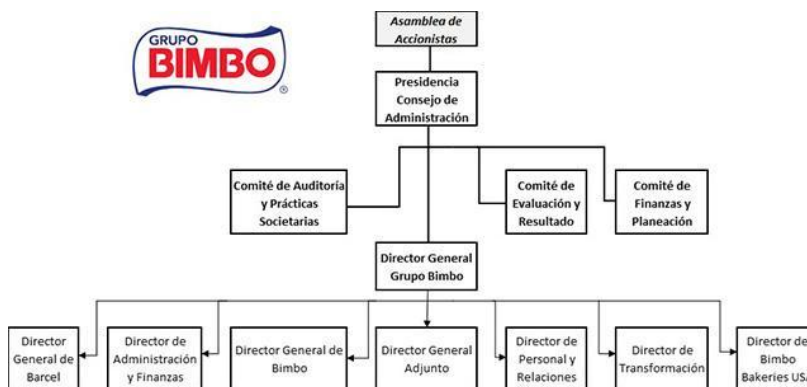 Asamblea de
Accionistas
GRUPO
BIMBO
®
Presidencia
Consejo de
Administración
Comité de Auditoría
y Prácticas
Societarias
Comité de
Evaluación y
Resultado
Comité de
Finanzas y
Planeación
Director General
Grupo Bimbo
Director
General de
Barcel
Director de
Administración
y Finanzas
Director General de
Bimbo
Director General
Adjunto
Director de
Personal y
Relaciones
Director de
Transformación
Director de
Bimbo
Bakeries US